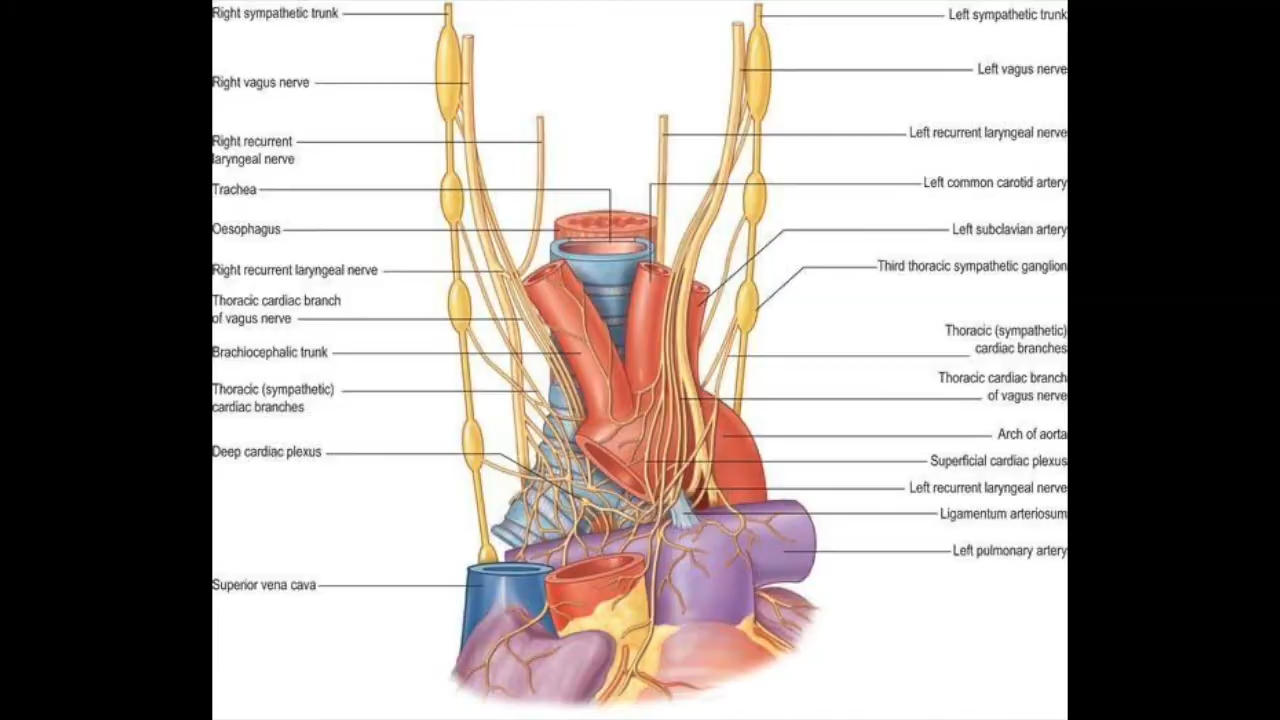 Right sympathetic trunk
Right vagus nerve
Right recurrent
laryngeal nerve
Trachea
Oesophagus
Right recurrent laryngeal nerve
Thoracic cardiac branch
of vagus nerve
Brachiocephalic trunk
Thoracic (sympathetic)
cardiac branches
Deep cardiac plexus
Superior vena cava
Left sympathetic trunk
Left vagus nerve
Left recurrent laryngeal nerve
Left common carotid artery
Left subclavian artery
Third thoracic sympathetic ganglion
Thoracic (sympathetic)
cardiac branches
Thoracic cardiac branch
of vagus nerve
Arch of aorta
Superficial cardiac plexus
Left recurrent laryngeal nerve
Ligamentum arteriosum
Left pulmonary artery